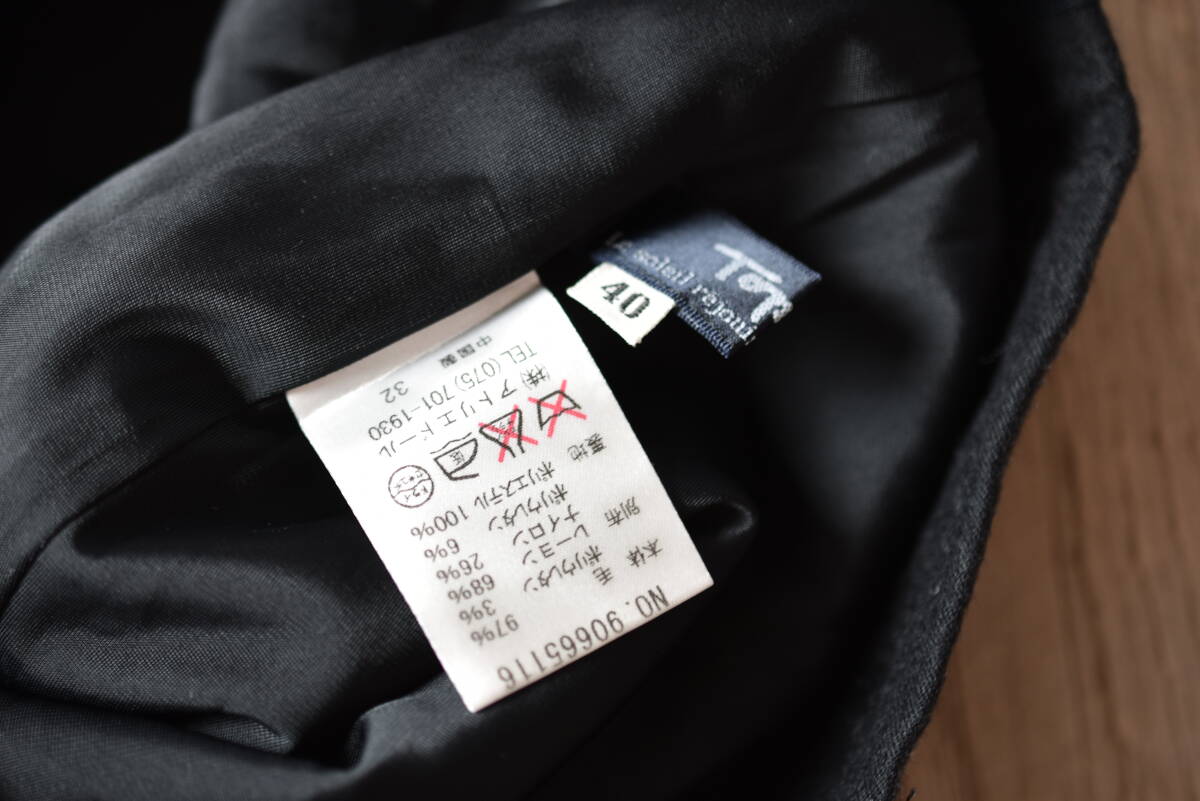 NO. 90665116
本体 毛 97%
ポリウレタン 3%
別布 レーヨン 68%
ナイロン 26%
ポリウレタン 6%
裏地 ポリエステル 100%
(株)アトリエドール
TEL(075)701-1930
32
中国製
40
soleil réjoui